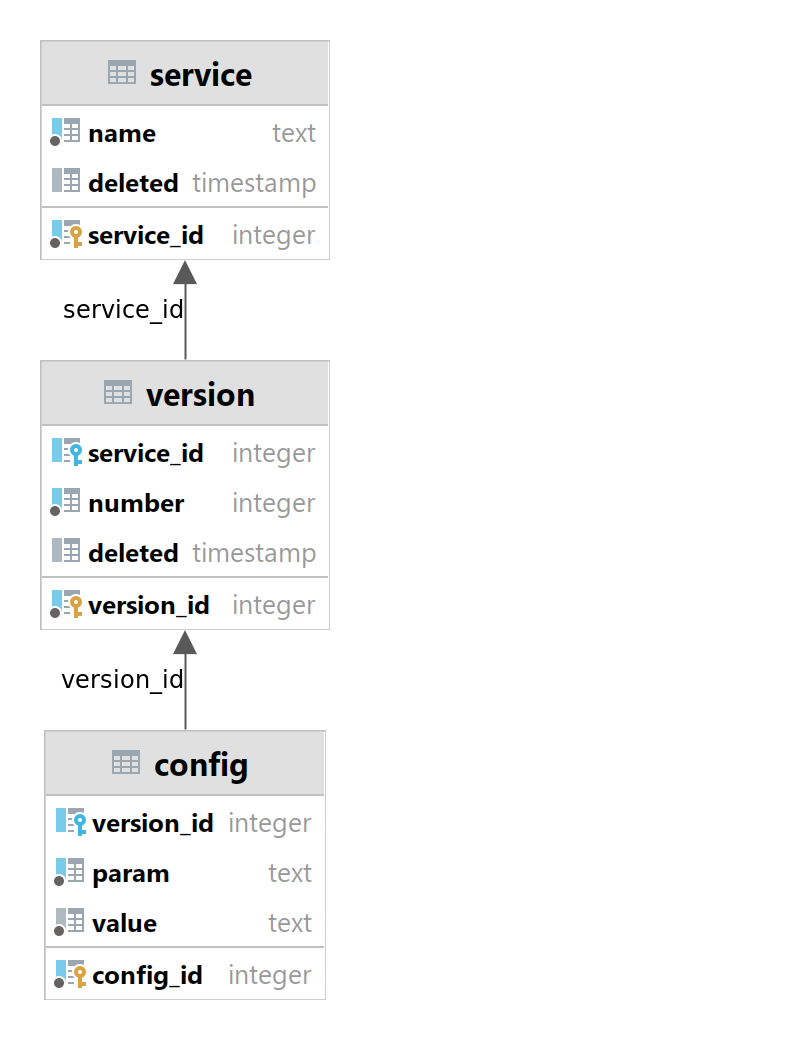 service
name text
deleted timestamp
service_id integer
service_id
version
service_id integer
number integer
deleted timestamp
version_id integer
version_id
config
version_id integer
param text
value text
config_id integer